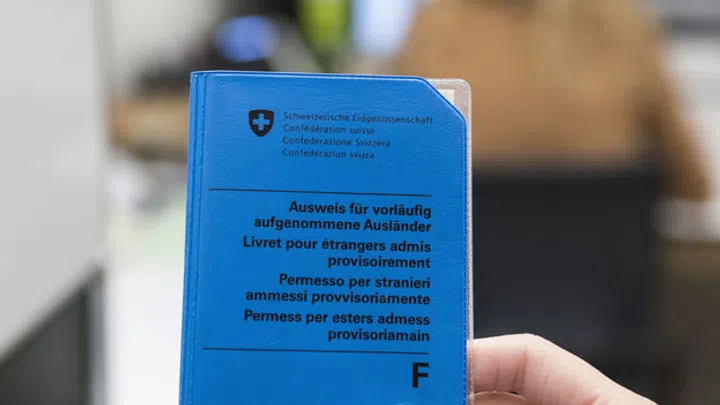 Schweizerische Eidgenossenschaft
Confédération suisse
Confederazione Svizzera
Confederaziun svizra
Ausweis für vorläufig
aufgenommene Ausländer
Livret pour étrangers admis
provisoirement
Permesso per stranieri
ammessi provvisoriamente
Permess per esters admess
provisoriamain
F